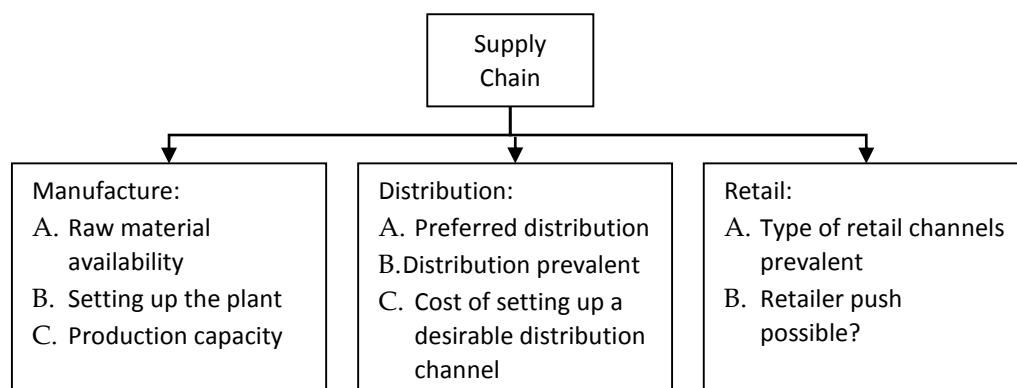 Supply
Chain
Manufacture:
A. Raw material
availability
B. Setting up the plant
C. Production capacity
Distribution:
A. Preferred distribution
B.Distribution prevalent
C. Cost of setting up a
desirable distribution
channel
Retail:
A. Type of retail channels
prevalent
B. Retailer push
possible?